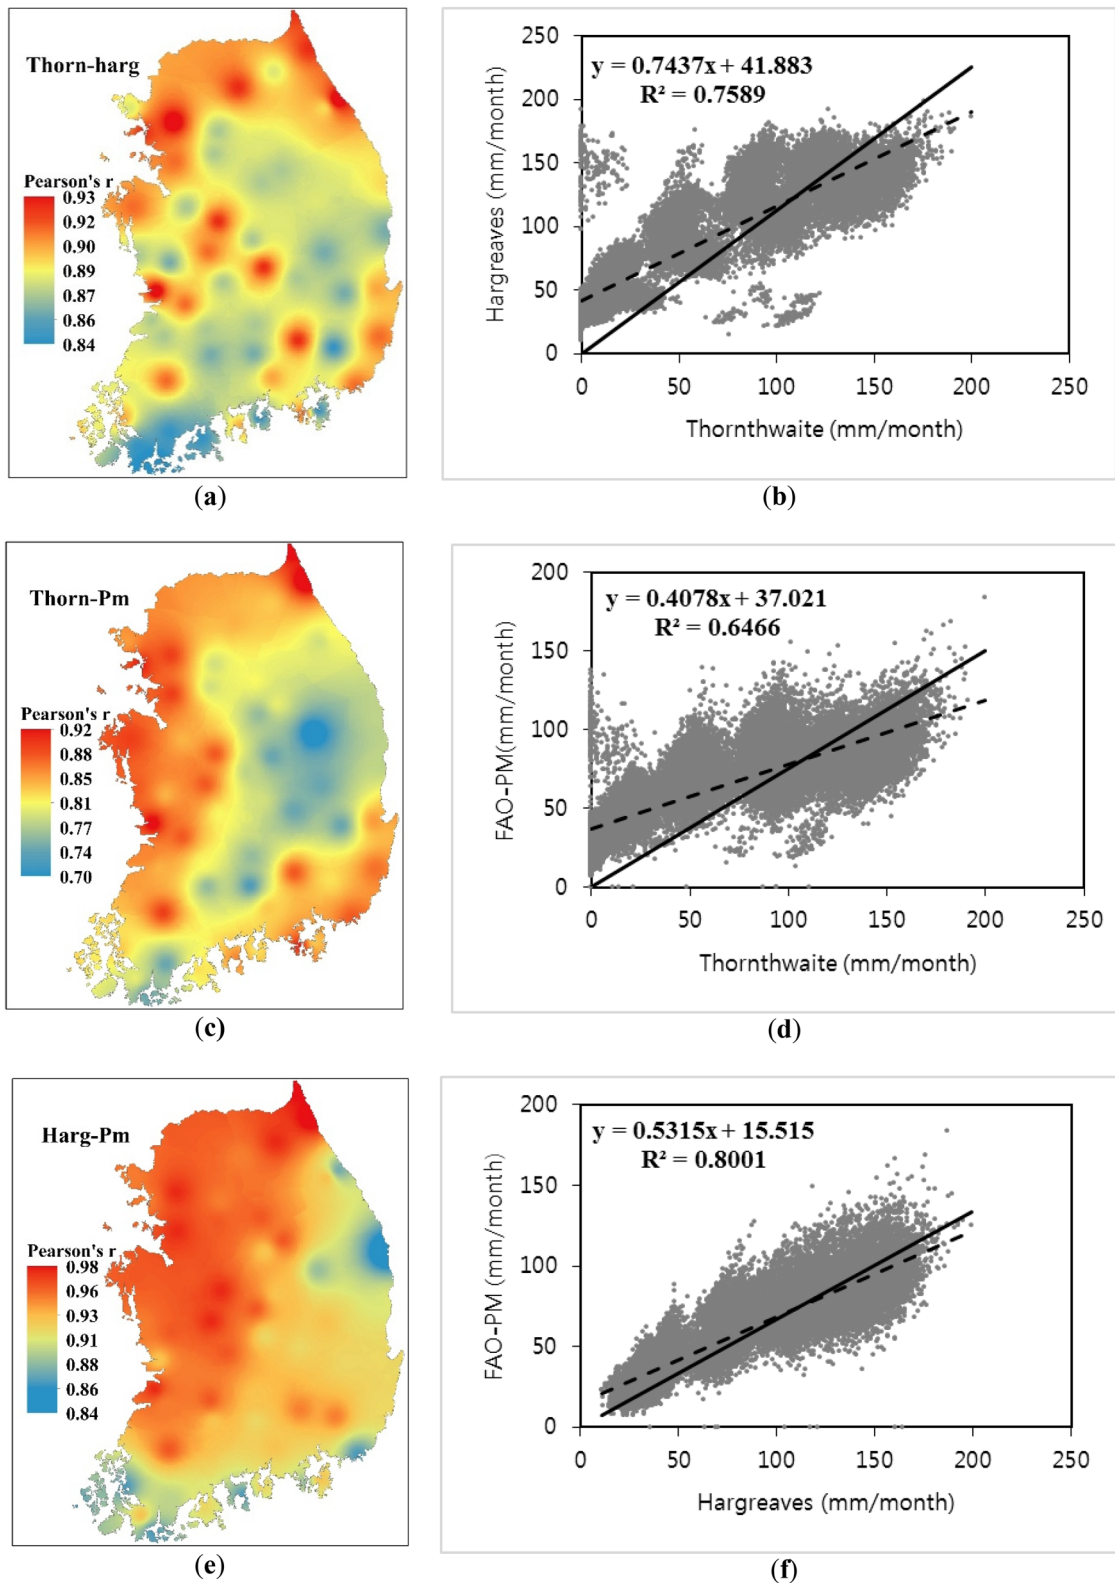 Thorn-harg
Pearson's r
0.93
0.92
0.90
0.89
0.87
0.86
0.84
(a)
y = 0.7437x + 41.883
R² = 0.7589
Hargreaves (mm/month)
250
200
150
100
50
0
0 50 100 150 200 250
Thornthwaite (mm/month)
(b)
Thorn-Pm
Pearson's r
0.92
0.88
0.85
0.81
0.77
0.74
0.70
(c)
y = 0.4078x + 37.021
R² = 0.6466
FAO-PM(mm/month)
200
150
100
50
0
0 50 100 150 200 250
Thornthwaite (mm/month)
(d)
Harg-Pm
Pearson's r
0.98
0.96
0.93
0.91
0.88
0.86
0.84
(e)
y = 0.5315x + 15.515
R² = 0.8001
FAO-PM (mm/month)
200
150
100
50
0
0 50 100 150 200 250
Hargreaves (mm/month)
(f)